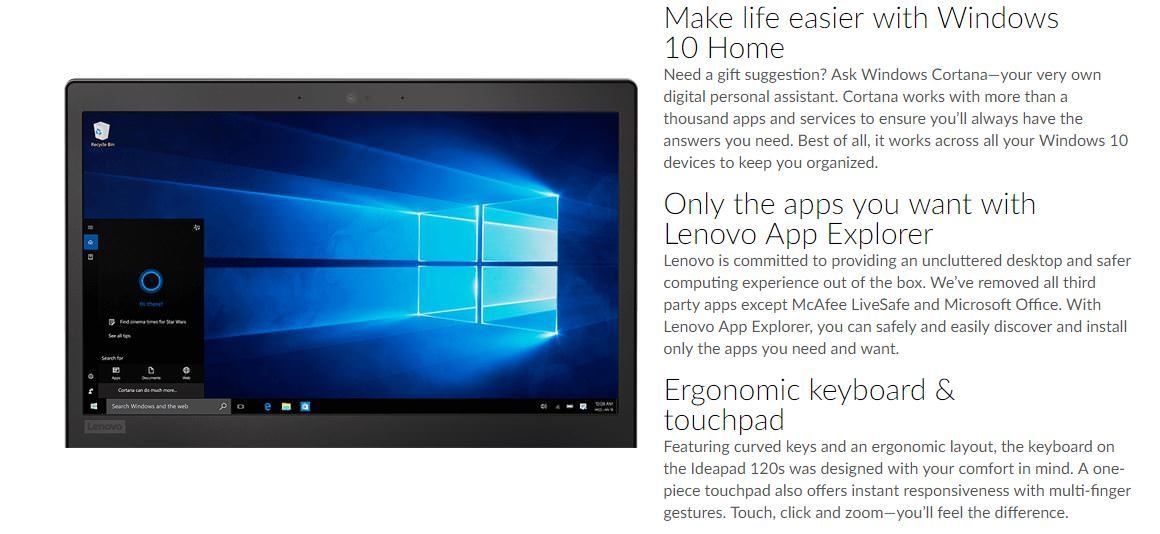 Make life easier with Windows
10 Home
Need a gift suggestion? Ask Windows Cortana—your very own
digital personal assistant. Cortana works with more than a
thousand apps and services to ensure you'll always have the
answers you need. Best of all, it works across all your Windows 10
devices to keep you organized.
Only the apps you want with
Lenovo App Explorer
Lenovo is committed to providing an uncluttered desktop and safer
computing experience out of the box. We've removed all third
party apps except McAfee LiveSafe and Microsoft Office. With
Lenovo App Explorer, you can safely and easily discover and install
only the apps you need and want.
Ergonomic keyboard &
touchpad
Featuring curved keys and an ergonomic layout, the keyboard on
the Ideapad 120s was designed with your comfort in mind. A one-
piece touchpad also offers instant responsiveness with multi-finger
gestures. Touch, click and zoom—you'll feel the difference.
Recycle Bin
Hi there!
Find cinema times for Star Wars
See all tips
Search for
Apps
Documents
Web
Cortana can do much more...
Search Windows and the web
Lenovo